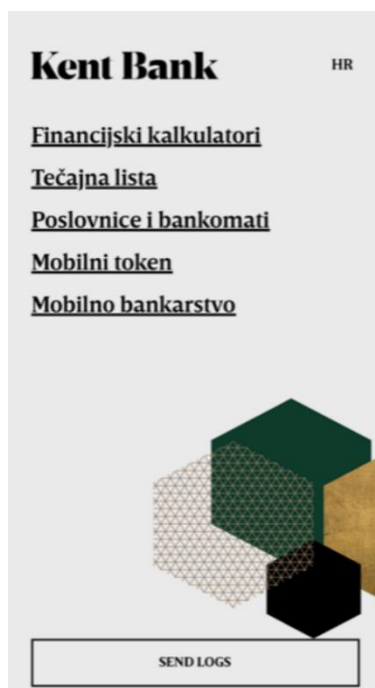 Kent Bank
HR
Financijski kalkulatori
Tečajna lista
Poslovnice i bankomati
Mobilni token
Mobilno bankarstvo
SEND LOGS